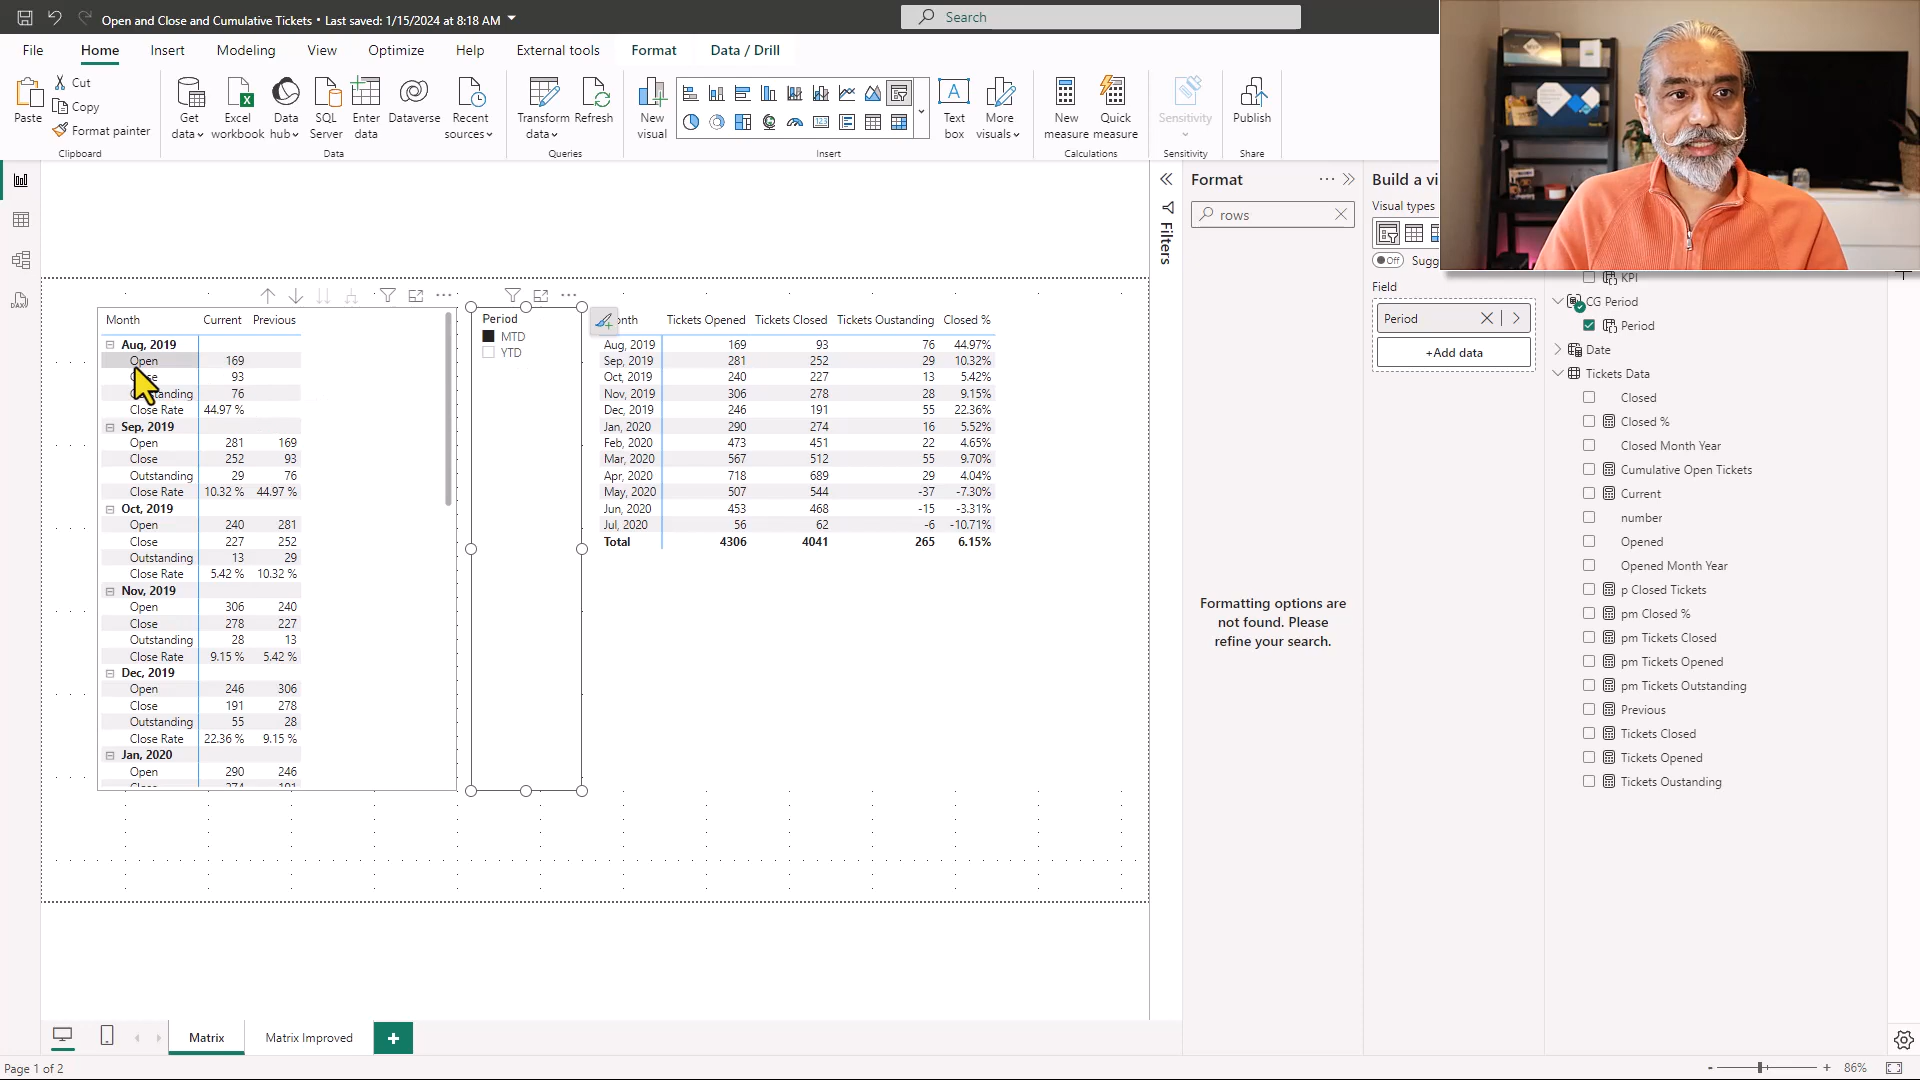 Open and Close and Cumulative Tickets • Last saved: 1/15/2024 at 8:18 AM
Search
File Home Insert Modeling View Optimize Help External tools Format Data / Drill
Paste
Cut
Copy
Format painter
Clipboard
Get data
Excel workbook
Data hub
SQL Server
Enter data
Dataverse
Recent sources
Data
Transform data
Refresh
Queries
New visual
Text box
More visuals
Insert
New measure
Quick measure
Calculations
Sensitivity
Sensitivity
Publish
Share
Month Current Previous
Aug, 2019
Open 169
93
76
Close Rate 44.97 %
Sep, 2019
Open 281 169
Close 252 93
Outstanding 29 76
Close Rate 10.32 % 44.97 %
Oct, 2019
Open 240 281
Close 227 252
Outstanding 13 29
Close Rate 5.42 % 10.32 %
Nov, 2019
Open 306 240
Close 278 227
Outstanding 28 13
Close Rate 9.15 % 5.42 %
Dec, 2019
Open 246 306
Close 191 278
Outstanding 55 28
Close Rate 22.36 % 9.15 %
Jan, 2020
Open 290 246
Period
MTD
YTD
Tickets Opened Tickets Closed Tickets Oustanding Closed %
Aug, 2019 169 93 76 44.97%
Sep, 2019 281 252 29 10.32%
Oct, 2019 240 227 13 5.42%
Nov, 2019 306 278 28 9.15%
Dec, 2019 246 191 55 22.36%
Jan, 2020 290 274 16 5.52%
Feb, 2020 473 451 22 4.65%
Mar, 2020 567 512 55 9.70%
Apr, 2020 718 689 29 4.04%
May, 2020 507 544 -37 -7.30%
Jun, 2020 453 468 -15 -3.31%
Jul, 2020 56 62 -6 -10.71%
Total 4306 4041 265 6.15%
Filters
Format
rows
Formatting options are
not found. Please
refine your search.
Build a vi
Visual types
Off Sugg
Field
Period
+Add data
KPI
CG Period
Period
Date
Tickets Data
Closed
Closed %
Closed Month Year
Cumulative Open Tickets
Current
number
Opened
Opened Month Year
p Closed Tickets
pm Closed %
pm Tickets Closed
pm Tickets Opened
pm Tickets Outstanding
Previous
Tickets Closed
Tickets Opened
Tickets Oustanding
Matrix
Matrix Improved
Page 1 of 2
- + 86%